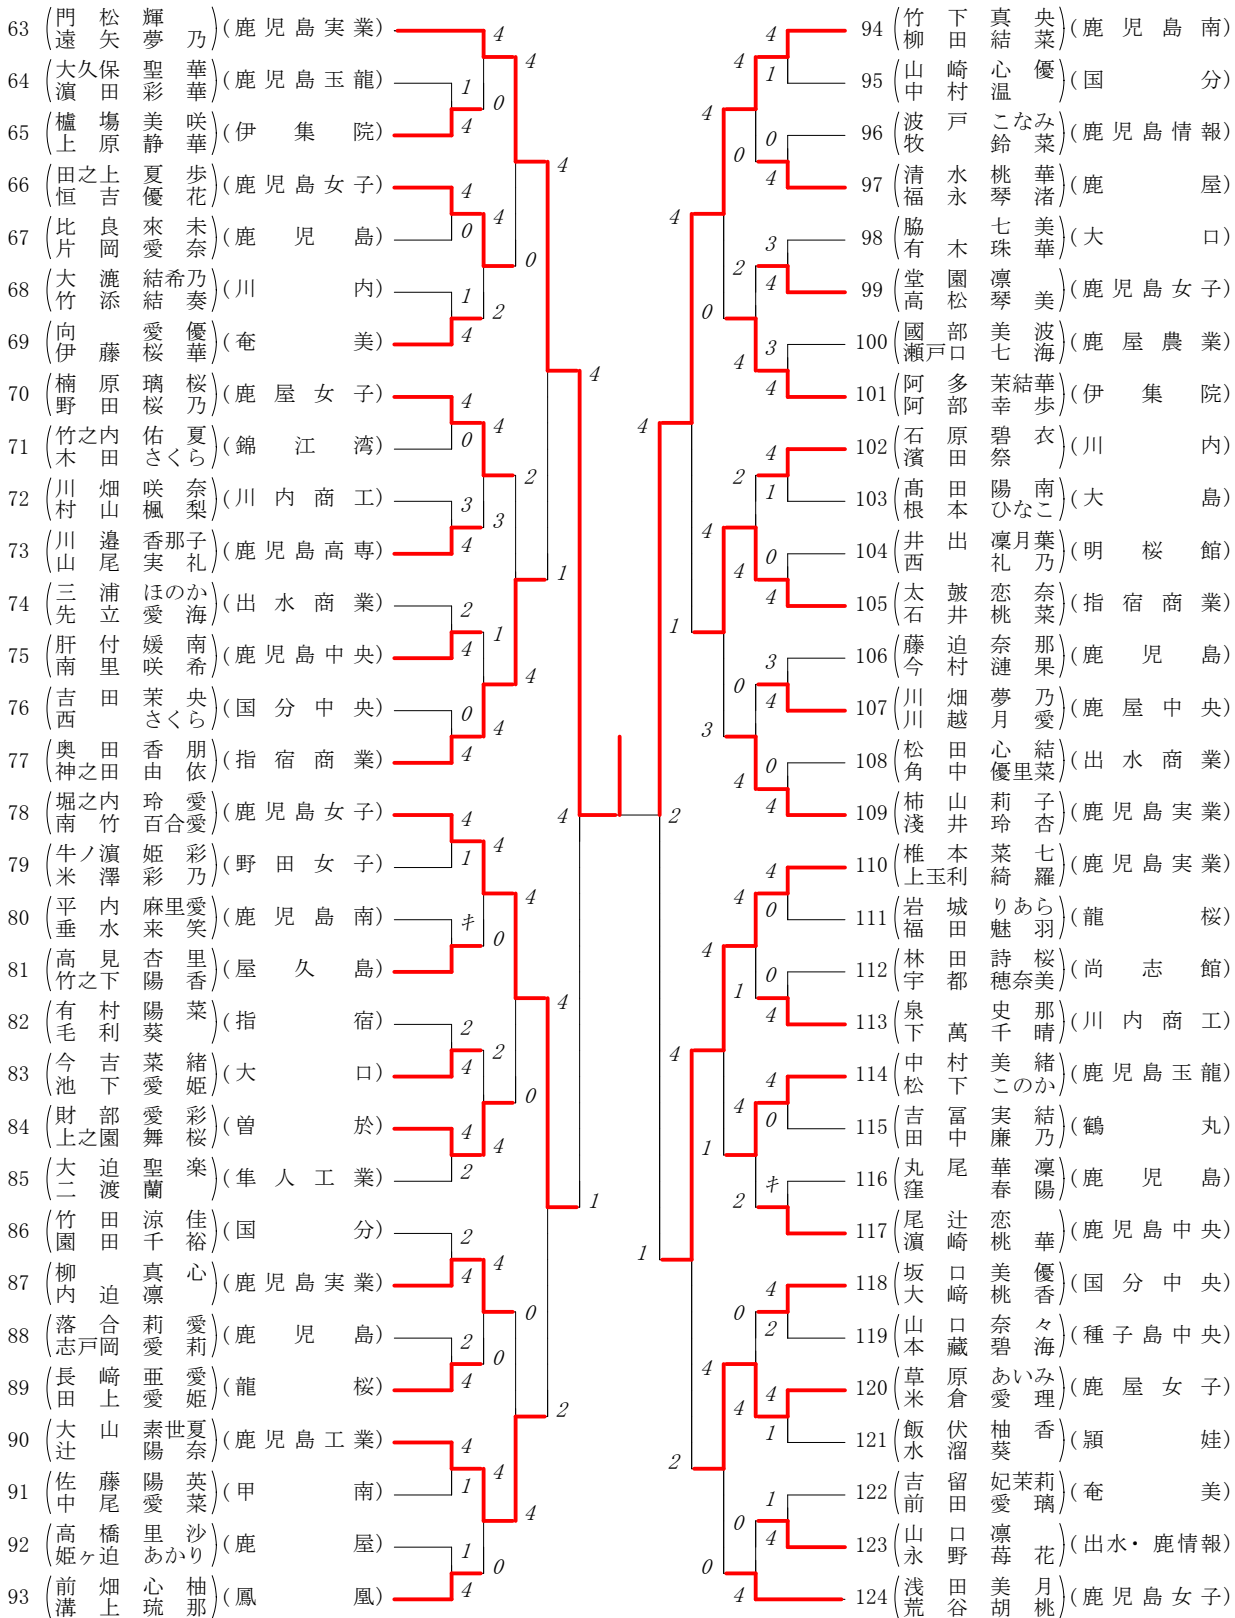 63 (門松輝 遠矢夢乃) (鹿児島実業)
64 (大久保聖華 濵田彩華) (鹿児島玉龍)
65 (櫨塲美咲 上原静華) (伊集院)
66 (田之上夏歩 恒吉優花) (鹿児島女子)
67 (比良來未 片岡愛奈) (鹿児島)
68 (大漉結希乃 竹添結奏) (川内)
69 (向愛優 伊藤桜華) (奄美)
70 (楠原璃桜 野田桜乃) (鹿屋女子)
71 (竹之内佑夏 木田さくら) (錦江湾)
72 (川畑咲奈 村山楓梨) (川内商工)
73 (川邉香那子 山尾実礼) (鹿児島高専)
74 (三浦ほのか 先立愛海) (出水商業)
75 (肝付媛南 南里咲希) (鹿児島中央)
76 (吉田茉央 西さくら) (国分中央)
77 (奥田香朋 神之田由依) (指宿商業)
78 (堀之内玲愛 南竹百合愛) (鹿児島女子)
79 (牛ノ濵姫彩 米澤彩乃) (野田女子)
80 (平内麻里愛 垂水来笑) (鹿児島南)
81 (高見杏里 竹之下陽香) (屋久島)
82 (有村陽菜 毛利葵) (指宿)
83 (今吉菜緒 池下愛姫) (大口)
84 (財部愛彩 上之園舞桜) (曽於)
85 (大迫聖楽 二渡蘭) (隼人工業)
86 (竹田涼佳 園田千裕) (国分)
87 (柳真心 内迫凛) (鹿児島実業)
88 (落合莉愛 志戸岡愛莉) (鹿児島)
89 (長﨑亜愛 田上愛姫) (龍桜)
90 (大山素世夏 辻陽奈) (鹿児島工業)
91 (佐藤陽英 中尾愛菜) (甲南)
92 (高橋里沙 姫ヶ迫あかり) (鹿屋)
93 (前畑心柚 溝上琉那) (鳳凰)
4
1
4
4
0
1
4
4
0
3
4
2
4
0
4
4
1
キ
2
4
4
2
2
4
2
4
4
1
1
4
4
0
4
2
4
3
1
4
4
0
2
4
4
0
4
0
4
0
2
4
4
0
0
4
4
1
4
2
4
1
4
2
4
1
4
1
4
1
4
2
4
0
2
4
4
0
3
4
1
1
4
0
4
4
0
2
4
4
0
4
4
1
4
2
0
4
0
4
1
0
4
3
4
3
4
4
1
0
4
3
4
0
4
4
0
0
4
4
0
キ
4
2
4
1
1
4
94 (竹下真央 柳田結菜) (鹿児島南)
95 (山崎心優 中村温) (国分)
96 (波戸こなみ 牧鈴菜) (鹿児島情報)
97 (清水桃華 福永琴渚) (鹿屋)
98 (脇七美 有木珠華) (大口)
99 (堂園凛 高松琴美) (鹿児島女子)
100 (國部美波 瀬戸口七海) (鹿屋農業)
101 (阿多茉結華 阿部幸歩) (伊集院)
102 (石原碧衣 濱田祭) (川内)
103 (髙田陽南 根本ひなこ) (大島)
104 (井出凜月葉 西礼乃) (明桜館)
105 (太鼓恋奈 石井桃菜) (指宿商業)
106 (藤迫奈那 今村漣果) (鹿児島)
107 (川畑夢乃 川越月愛) (鹿屋中央)
108 (松田心結 角中優里菜) (出水商業)
109 (柿山莉子 淺井玲杏) (鹿児島実業)
110 (椎本菜七 上玉利綺羅) (鹿児島実業)
111 (岩城りあら 福田魅羽) (龍桜)
112 (林田詩桜 宇都穂奈美) (尚志館)
113 (泉史那 下萬千晴) (川内商工)
114 (中村美緒 松下このか) (鹿児島玉龍)
115 (吉冨実結 田中廉乃) (鶴丸)
116 (丸尾華凜 窪春陽) (鹿児島)
117 (尾辻恋 濵崎桃華) (鹿児島中央)
118 (坂口美優 大﨑桃香) (国分中央)
119 (山口奈々 本藏碧海) (種子島中央)
120 (草原あいみ 米倉愛理) (鹿屋女子)
121 (飯伏柚香 水溜葵) (頴娃)
122 (吉留妃茉莉 前田愛璃) (奄美)
123 (山口凛 永野苺花) (出水・鹿情報)
124 (浅田美月 荒谷胡桃) (鹿児島女子)